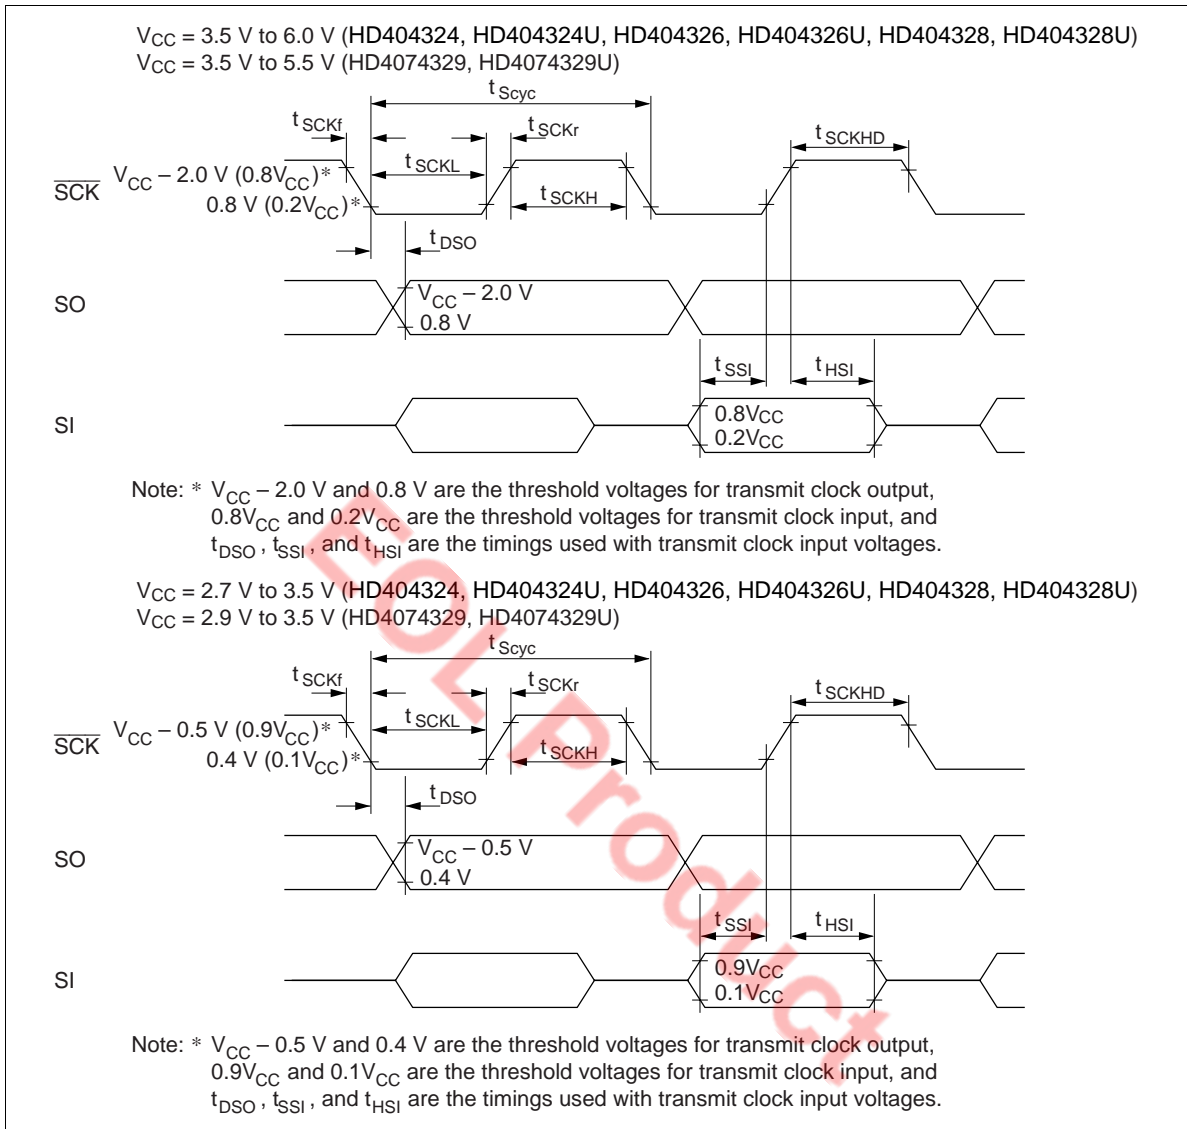 VCC = 3.5 V to 6.0 V (HD404324, HD404324U, HD404326, HD404326U, HD404328, HD404328U)
VCC = 3.5 V to 5.5 V (HD4074329, HD4074329U)
tScyc
tSCKf
tSCKr
tSCKHD
tSCKL
SCK
VCC – 2.0 V (0.8VCC)*
tSCKH
0.8 V (0.2VCC)*
tDSO
SO
VCC – 2.0 V
0.8 V
tSSI
tHSI
SI
0.8VCC
0.2VCC
Note: * VCC – 2.0 V and 0.8 V are the threshold voltages for transmit clock output,
0.8VCC and 0.2VCC are the threshold voltages for transmit clock input, and
tDSO, tSSI, and tHSI are the timings used with transmit clock input voltages.
VCC = 2.7 V to 3.5 V (HD404324, HD404324U, HD404326, HD404326U, HD404328, HD404328U)
VCC = 2.9 V to 3.5 V (HD4074329, HD4074329U)
tScyc
tSCKf
tSCKr
tSCKHD
tSCKL
SCK
VCC – 0.5 V (0.9VCC)*
tSCKH
0.4 V (0.1VCC)*
tDSO
SO
VCC – 0.5 V
0.4 V
tSSI
tHSI
SI
0.9VCC
0.1VCC
Note: * VCC – 0.5 V and 0.4 V are the threshold voltages for transmit clock output,
0.9VCC and 0.1VCC are the threshold voltages for transmit clock input, and
tDSO, tSSI, and tHSI are the timings used with transmit clock input voltages.
EOL Product